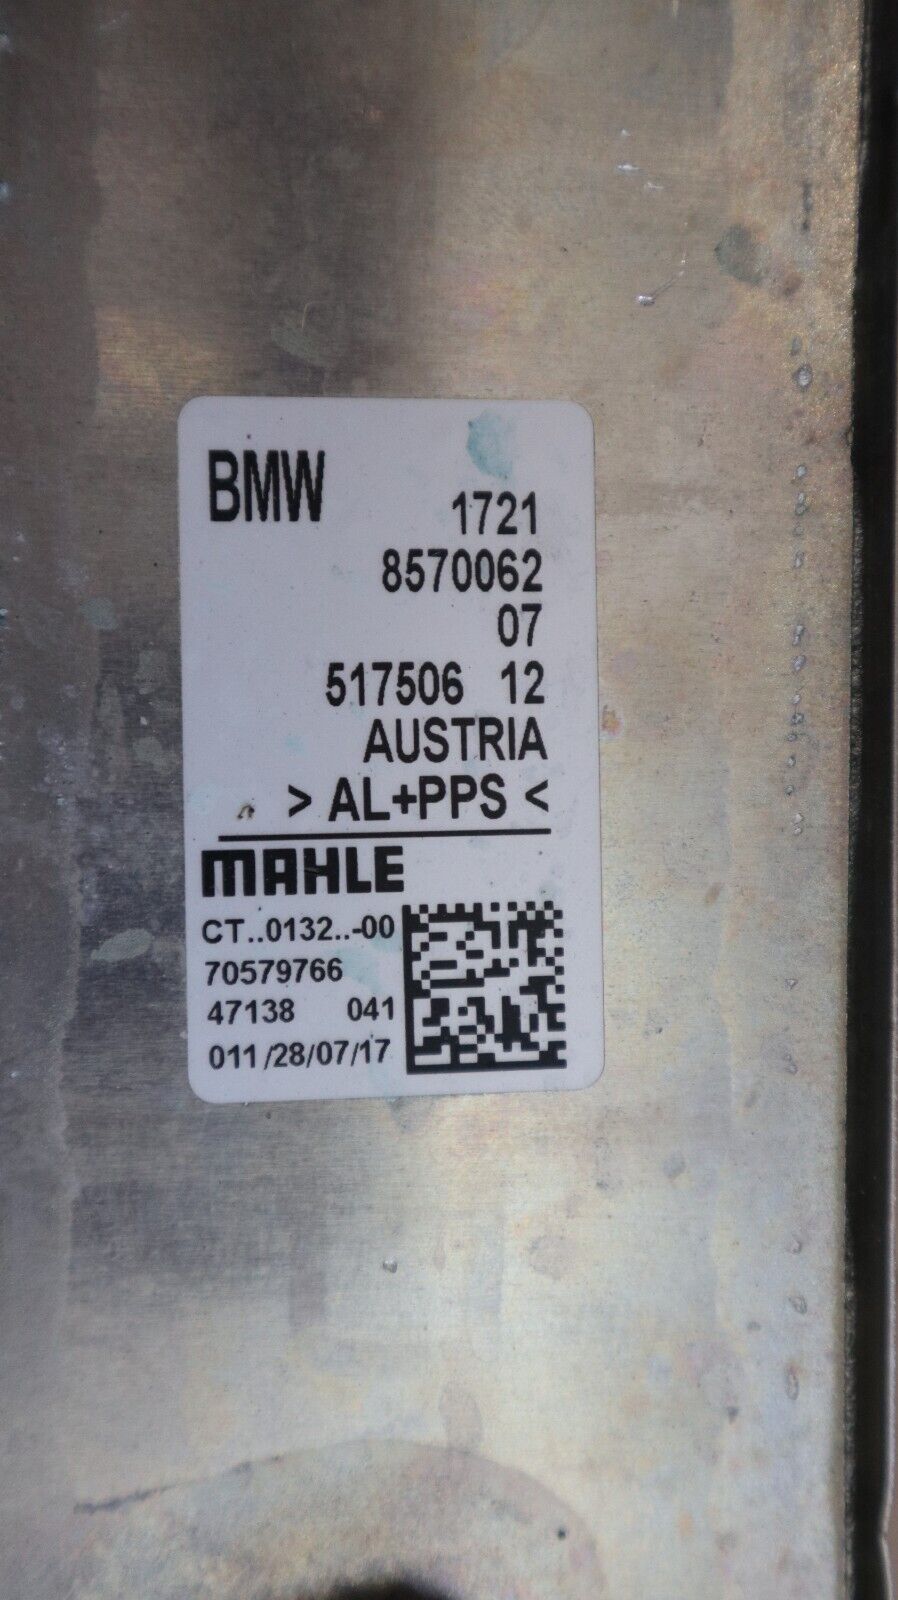 BMW 1721
8570062
07
517506 12
AUSTRIA
> AL+PPS <
MAHLE
CT..0132..-00
70579766
47138 041
011/28/07/17